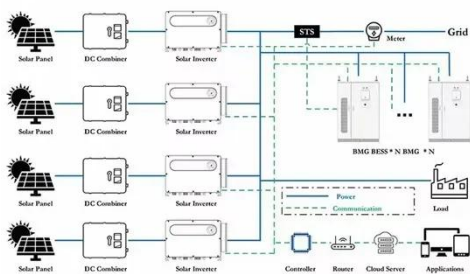 STS
Meter
Grid
Solar Panel
DC Combiner
Solar Inverter
Solar Panel
DC Combiner
Solar Inverter
BMG BESS * N BMG * N
Solar Panel
DC Combiner
Solar Inverter
Power
Communication
Load
Solar Panel
DC Combiner
Solar Inverter
Controller
Router
Cloud Server
Applications